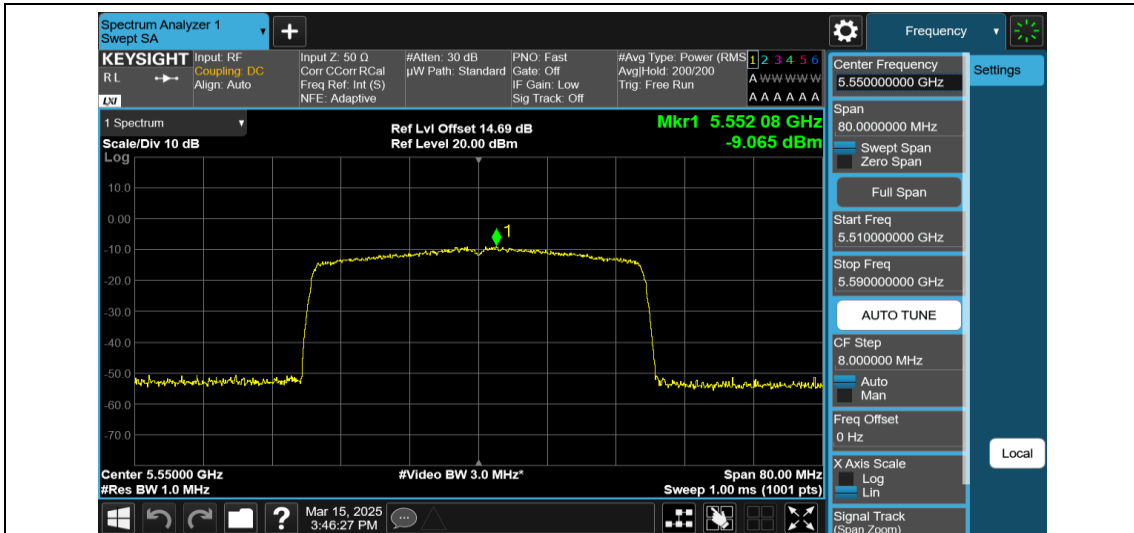 Spectrum Analyzer 1
Swept SA
Frequency
KEYSIGHT
R L
LXI
Input: RF
Coupling: DC
Align: Auto
Input Z: 50 Ω
Corr CCorr RCal
Freq Ref: Int (S)
NFE: Adaptive
#Atten: 30 dB
µW Path: Standard
PNO: Fast
Gate: Off
IF Gain: Low
Sig Track: Off
#Avg Type: Power (RMS
Avg|Hold: 200/200
Trig: Free Run
1 2 3 4 5 6
A W W W W W
A A A A A A
1 Spectrum
Scale/Div 10 dB
Log
Ref Lvl Offset 14.69 dB
Ref Level 20.00 dBm
Mkr1 5.552 08 GHz
-9.065 dBm
10.0
0.00
-10.0
-20.0
-30.0
-40.0
-50.0
-60.0
-70.0
1
Center 5.55000 GHz
#Res BW 1.0 MHz
#Video BW 3.0 MHz*
Span 80.00 MHz
Sweep 1.00 ms (1001 pts)
?
Mar 15, 2025
3:46:27 PM
Center Frequency
5.550000000 GHz
Span
80.0000000 MHz
Swept Span
Zero Span
Full Span
Start Freq
5.510000000 GHz
Stop Freq
5.590000000 GHz
AUTO TUNE
CF Step
8.000000 MHz
Auto
Man
Freq Offset
0 Hz
X Axis Scale
Log
Lin
Signal Track
(Span Zoom)
Settings
Local